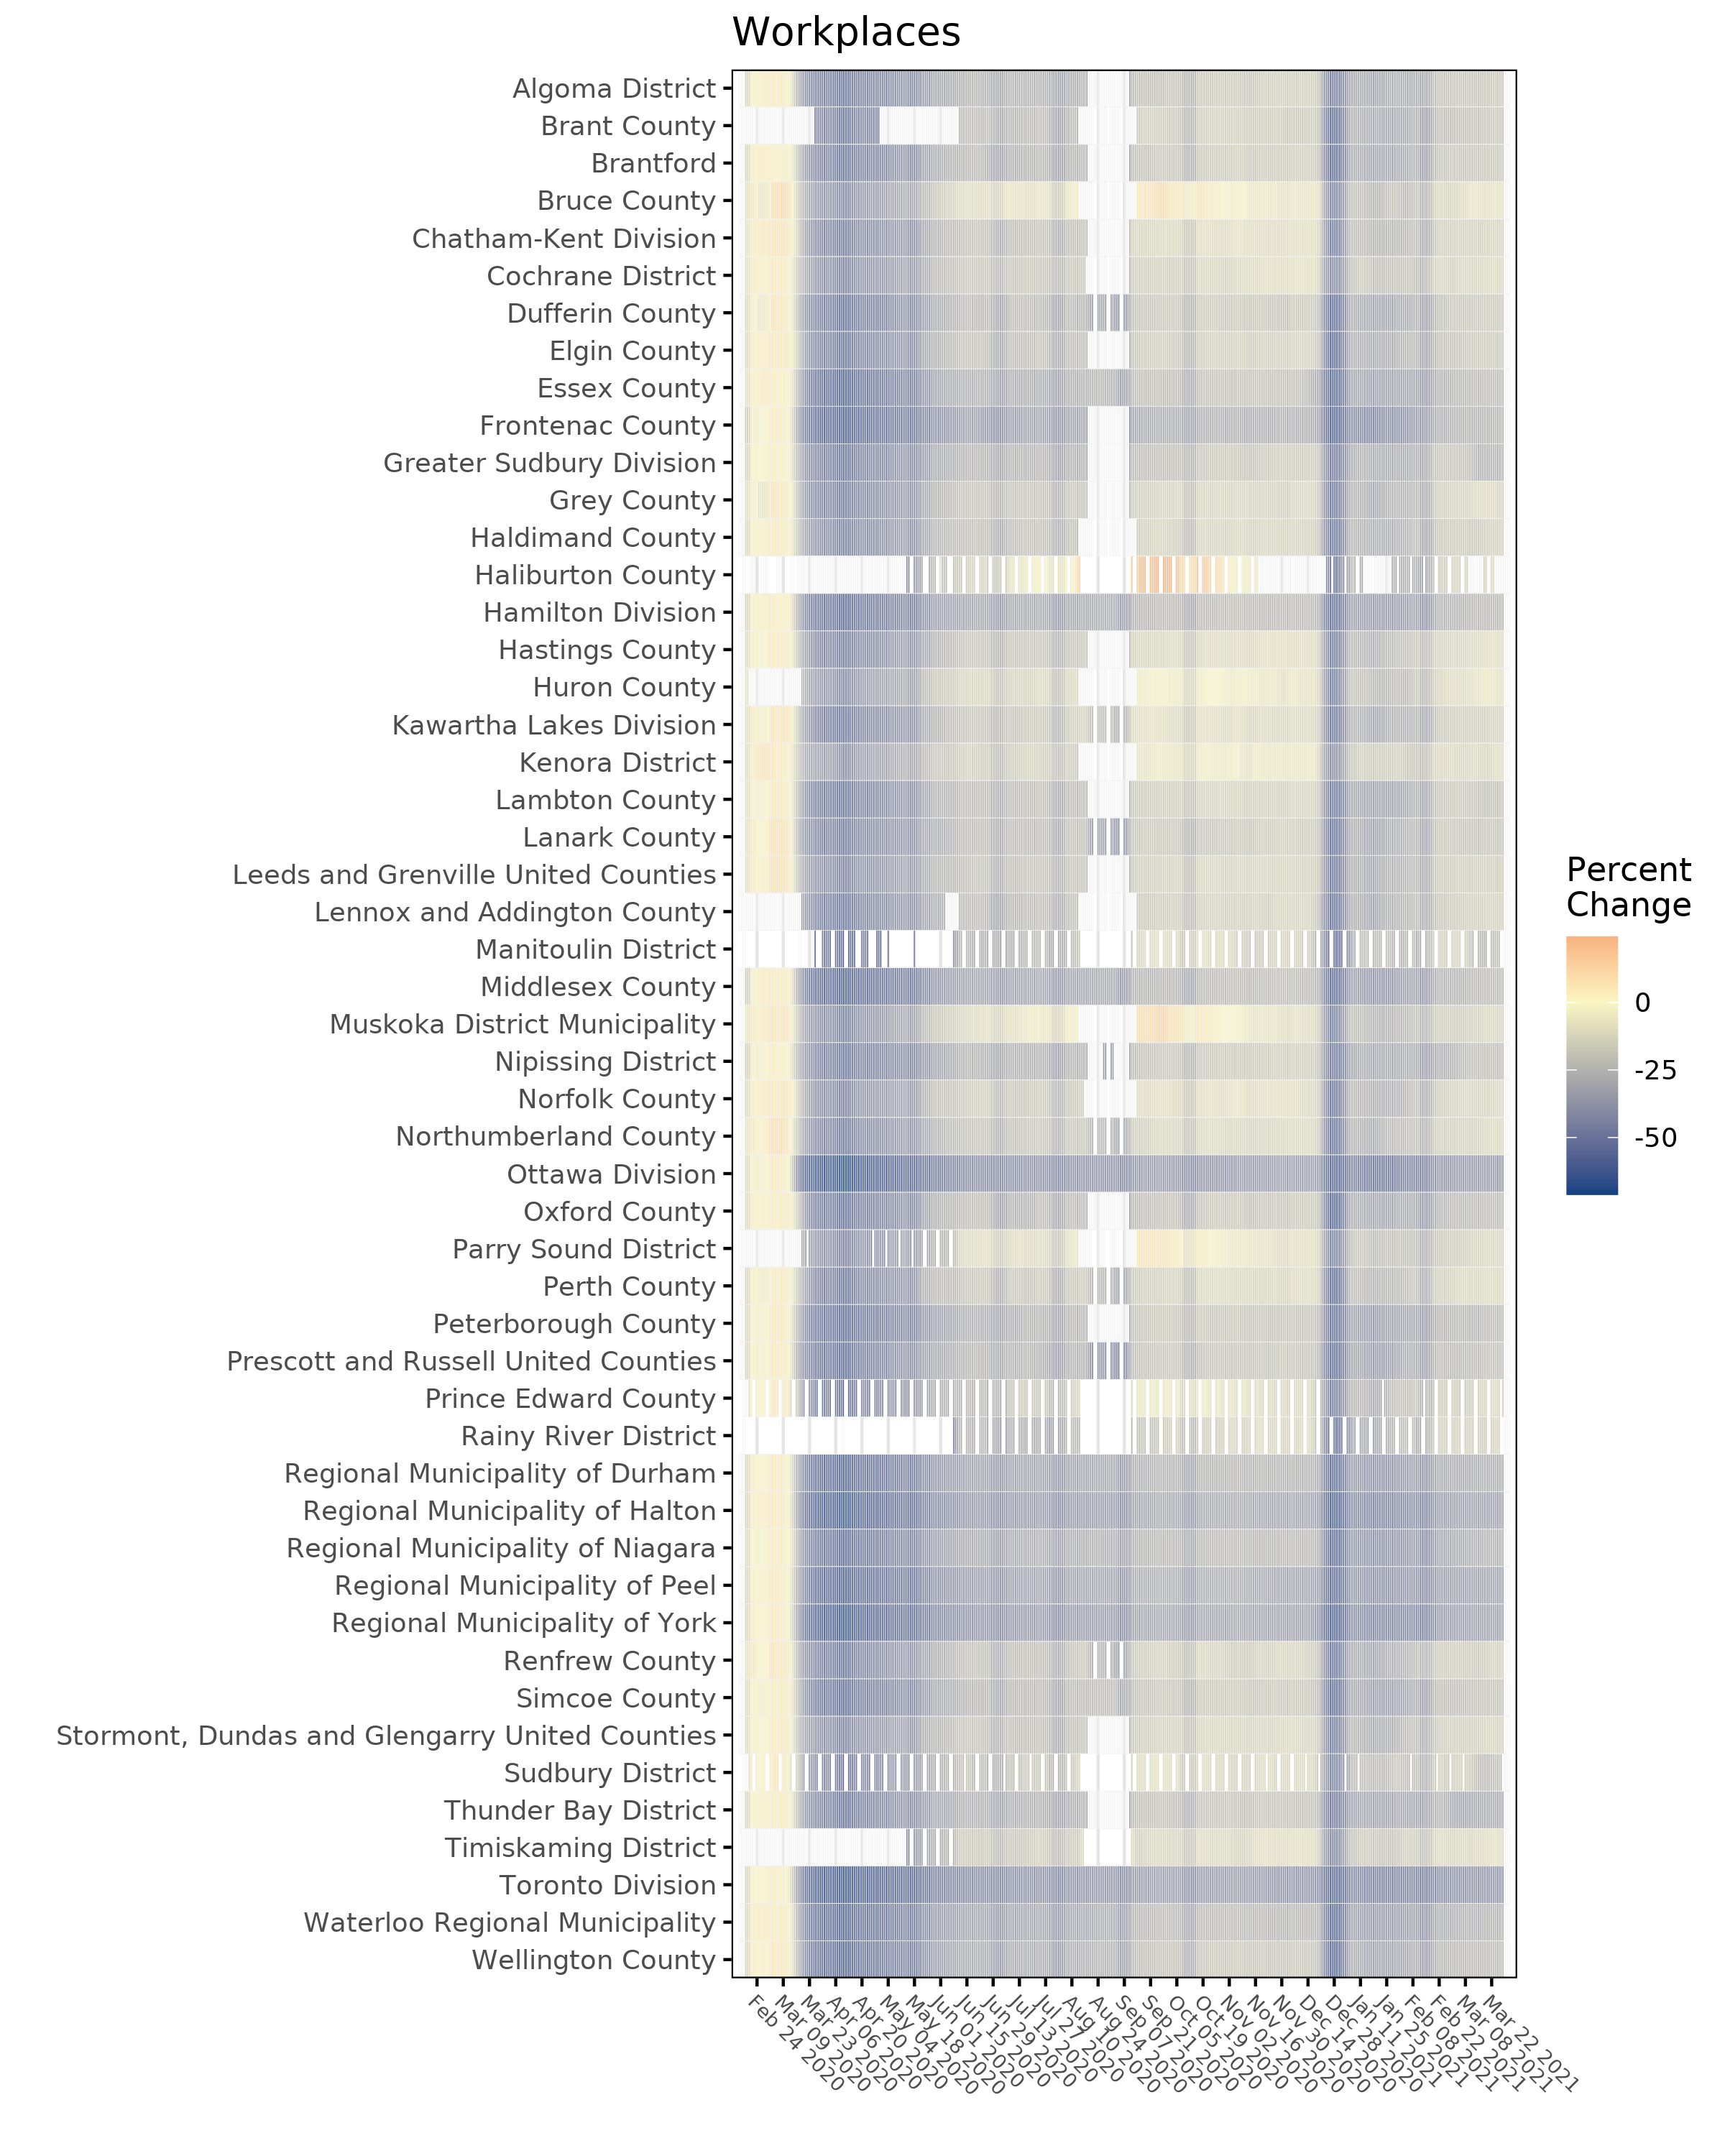 Workplaces
Algoma District
Brant County
Brantford
Bruce County
Chatham-Kent Division
Cochrane District
Dufferin County
Elgin County
Essex County
Frontenac County
Greater Sudbury Division
Grey County
Haldimand County
Haliburton County
Hamilton Division
Hastings County
Huron County
Kawartha Lakes Division
Kenora District
Lambton County
Lanark County
Leeds and Grenville United Counties
Lennox and Addington County
Manitoulin District
Middlesex County
Muskoka District Municipality
Nipissing District
Norfolk County
Northumberland County
Ottawa Division
Oxford County
Parry Sound District
Perth County
Peterborough County
Prescott and Russell United Counties
Prince Edward County
Rainy River District
Regional Municipality of Durham
Regional Municipality of Halton
Regional Municipality of Niagara
Regional Municipality of Peel
Regional Municipality of York
Renfrew County
Simcoe County
Stormont, Dundas and Glengarry United Counties
Sudbury District
Thunder Bay District
Timiskaming District
Toronto Division
Waterloo Regional Municipality
Wellington County
Feb 24 2020
Mar 09 2020
Mar 23 2020
Apr 06 2020
Apr 20 2020
May 04 2020
May 18 2020
Jun 01 2020
Jun 15 2020
Jun 29 2020
Jul 13 2020
Jul 27 2020
Aug 10 2020
Aug 24 2020
Sep 07 2020
Sep 21 2020
Oct 05 2020
Oct 19 2020
Nov 02 2020
Nov 16 2020
Nov 30 2020
Dec 14 2020
Dec 28 2020
Jan 11 2021
Jan 25 2021
Feb 08 2021
Feb 22 2021
Mar 08 2021
Mar 22 2021
Percent
Change
0
-25
-50